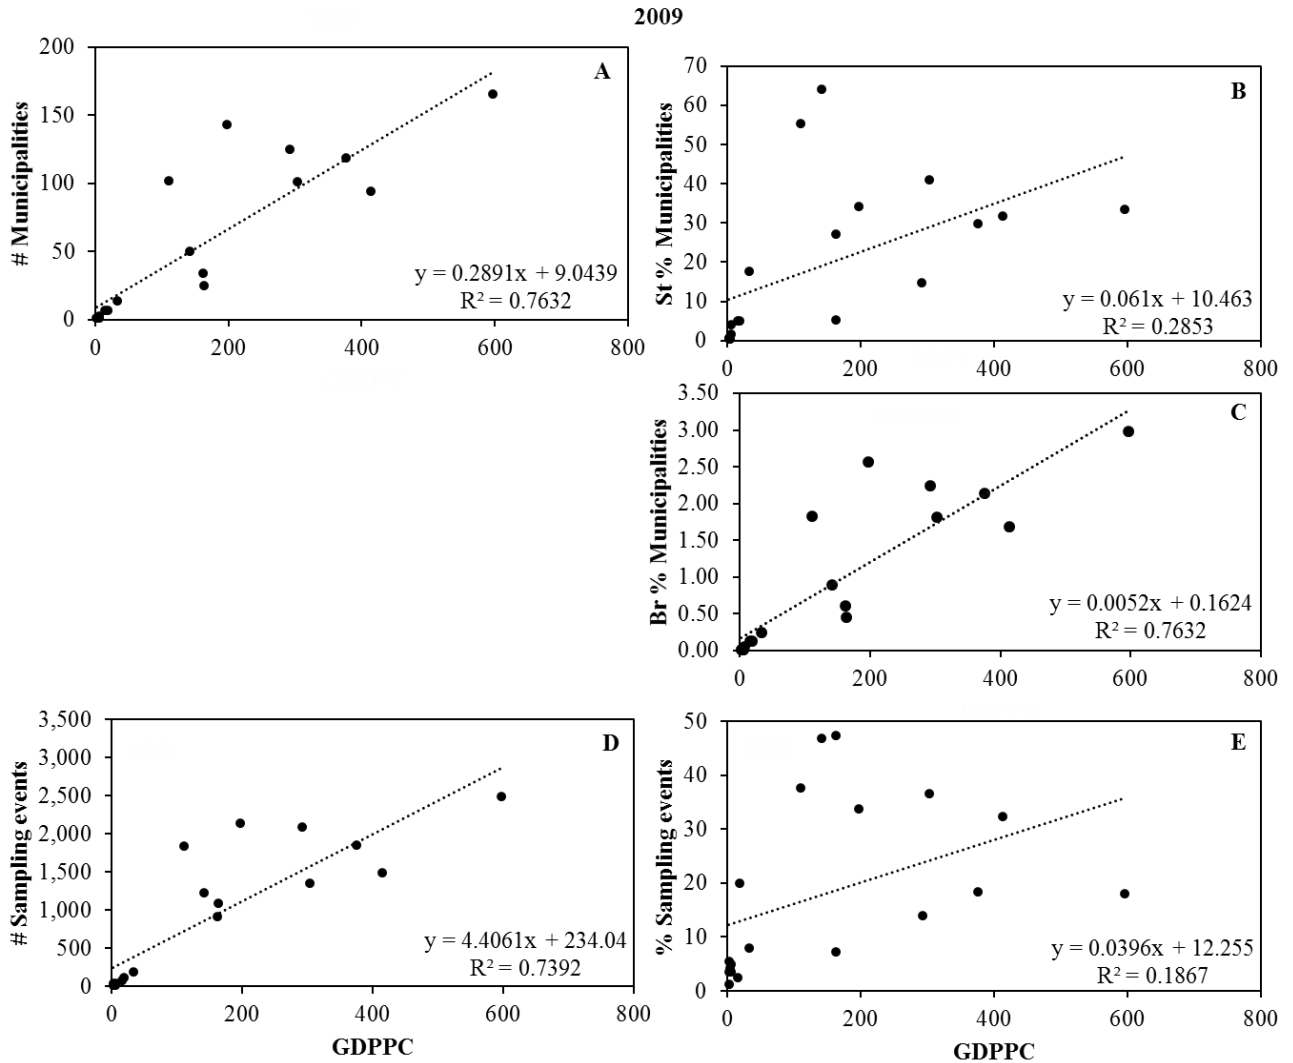 2009
A
# Municipalities
200
150
100
50
0
0 200 400 600 800
y = 0.2891x + 9.0439
R² = 0.7632
B
St % Municipalities
70
60
50
40
30
20
10
0
0 200 400 600 800
y = 0.061x + 10.463
R² = 0.2853
C
Br % Municipalities
3.50
3.00
2.50
2.00
1.50
1.00
0.50
0.00
0 200 400 600 800
y = 0.0052x + 0.1624
R² = 0.7632
D
# Sampling events
3,500
3,000
2,500
2,000
1,500
1,000
500
0
0 200 400 600 800
y = 4.4061x + 234.04
R² = 0.7392
GDPPC
E
% Sampling events
50
40
30
20
10
0
0 200 400 600 800
y = 0.0396x + 12.255
R² = 0.1867
GDPPC